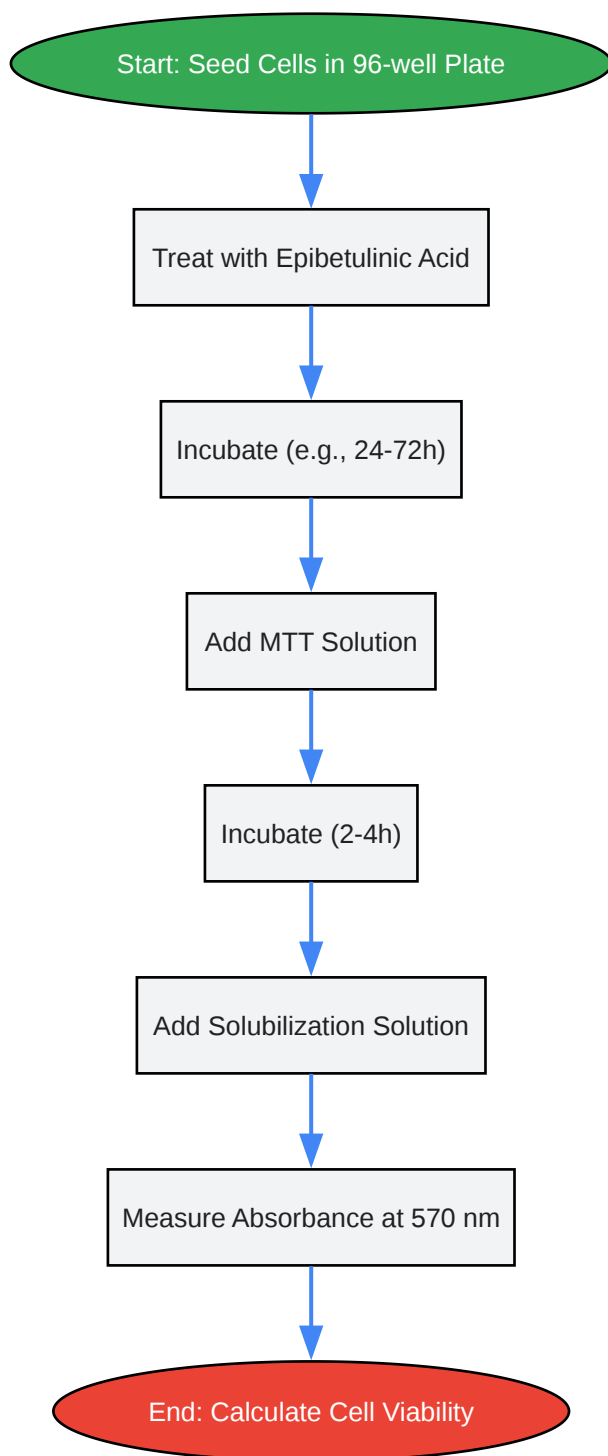 Start: Seed Cells in 96-well Plate
Treat with Epibetulinic Acid
Incubate (e.g., 24-72h)
Add MTT Solution
Incubate (2-4h)
Add Solubilization Solution
Measure Absorbance at 570 nm
End: Calculate Cell Viability